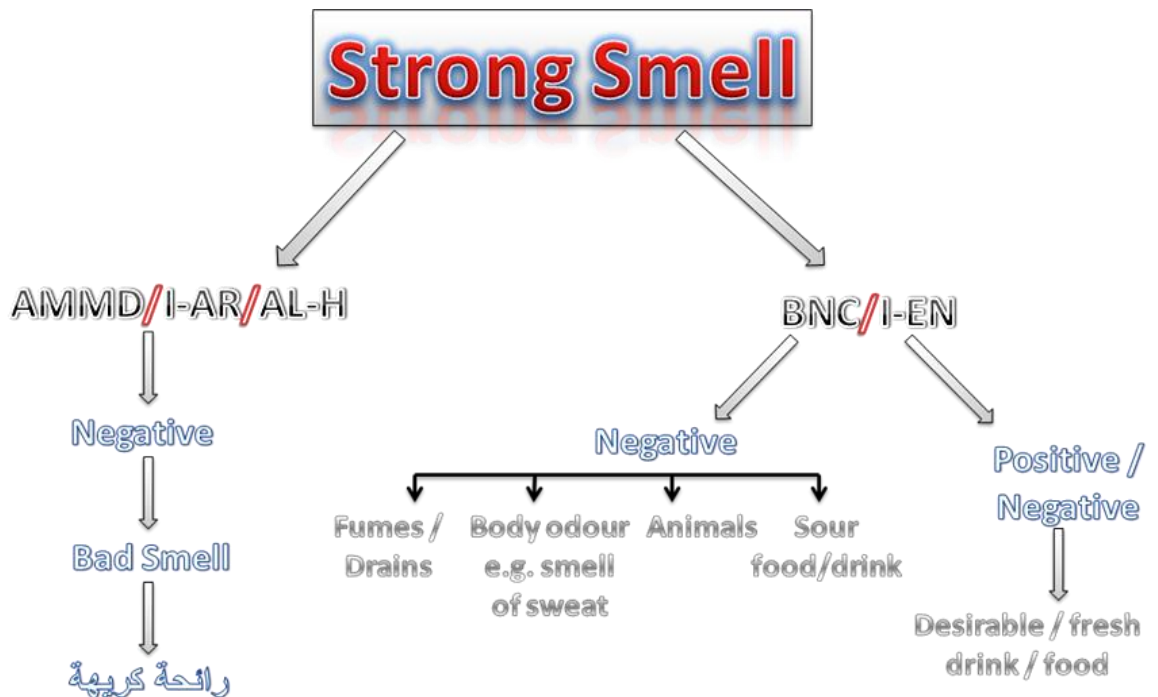 Strong Smell
AMMD/I-AR/AL-H
BNC/I-EN
Negative
Bad Smell
رائحة كريهة
Negative
Fumes /
Drains
Body odour
e.g. smell
of sweat
Animals
Sour
food/drink
Positive /
Negative
Desirable / fresh
drink / food